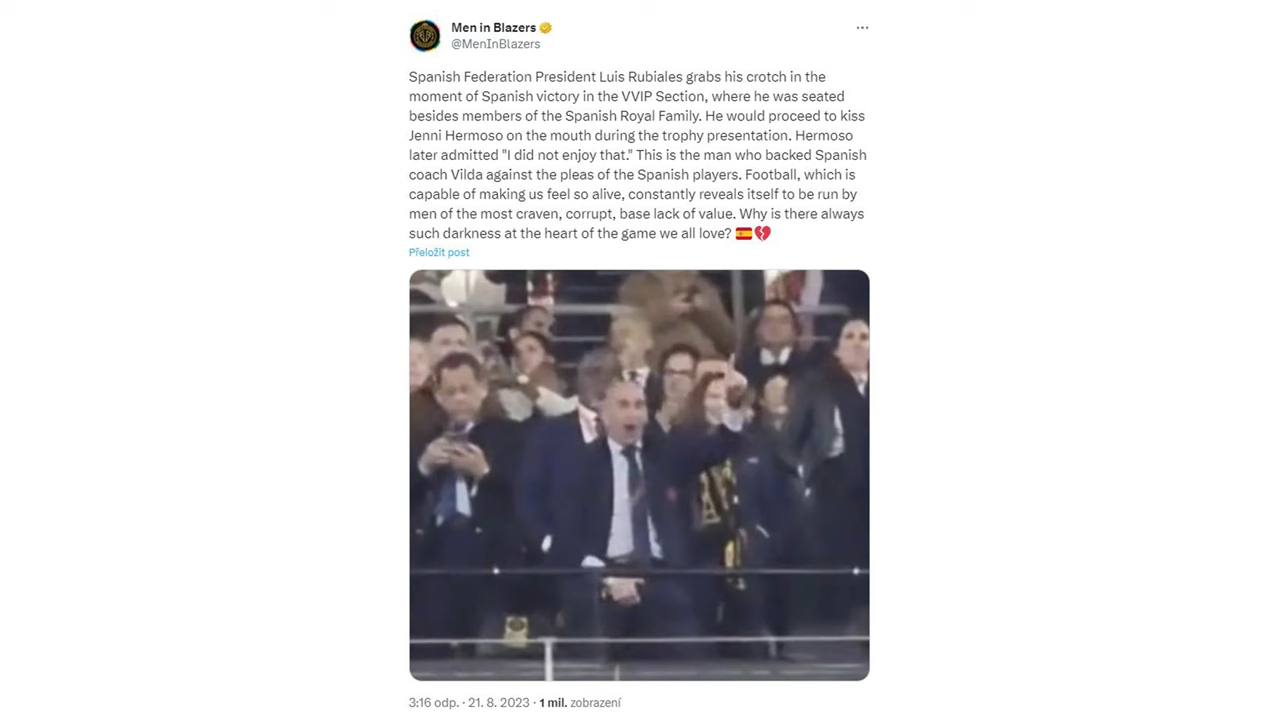 Men in Blazers
@MenInBlazers
Spanish Federation President Luis Rubiales grabs his crotch in the
moment of Spanish victory in the VVIP Section, where he was seated
besides members of the Spanish Royal Family. He would proceed to kiss
Jenni Hermoso on the mouth during the trophy presentation. Hermoso
later admitted "I did not enjoy that." This is the man who backed Spanish
coach Vilda against the pleas of the Spanish players. Football, which is
capable of making us feel so alive, constantly reveals itself to be run by
men of the most craven, corrupt, base lack of value. Why is there always
such darkness at the heart of the game we all love? 🇪🇸💔
Přeložit post
3:16 odp. · 21. 8. 2023 · 1 mil. zobrazení